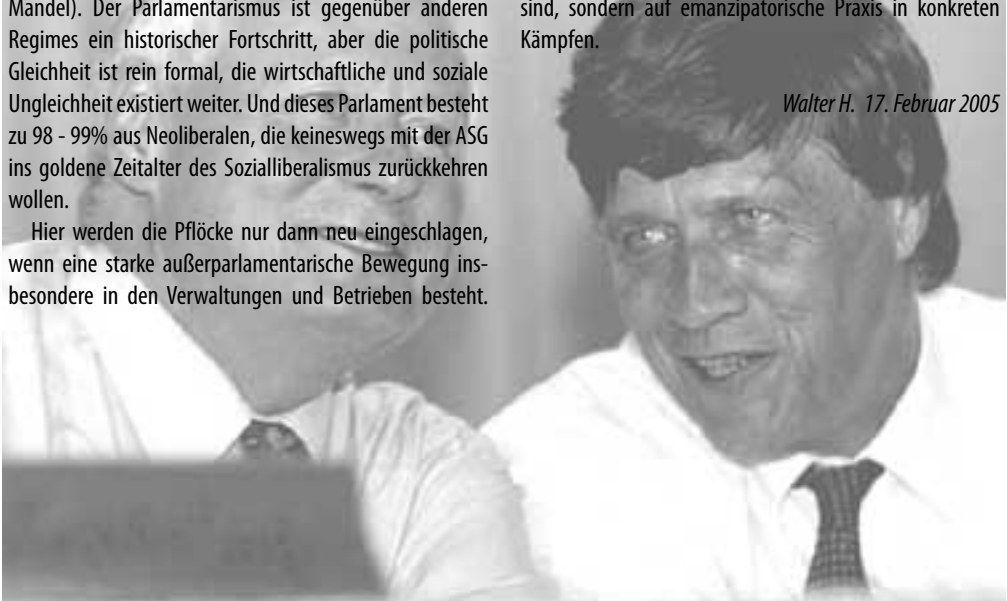 Mandel). Der Parlamentarismus ist gegenüber anderen
Regimes ein historischer Fortschritt, aber die politische
Gleichheit ist rein formal, die wirtschaftliche und soziale
Ungleichheit existiert weiter. Und dieses Parlament besteht
zu 98 - 99% aus Neoliberalen, die keineswegs mit der ASG
ins goldene Zeitalter des Sozialliberalismus zurückkehren
wollen.
Hier werden die Pflöcke nur dann neu eingeschlagen,
wenn eine starke außerparlamentarische Bewegung ins-
besondere in den Verwaltungen und Betrieben besteht.
sind, sondern auf emanzipatorische Praxis in konkreten
Kämpfen.
Walter H. 17. Februar 2005